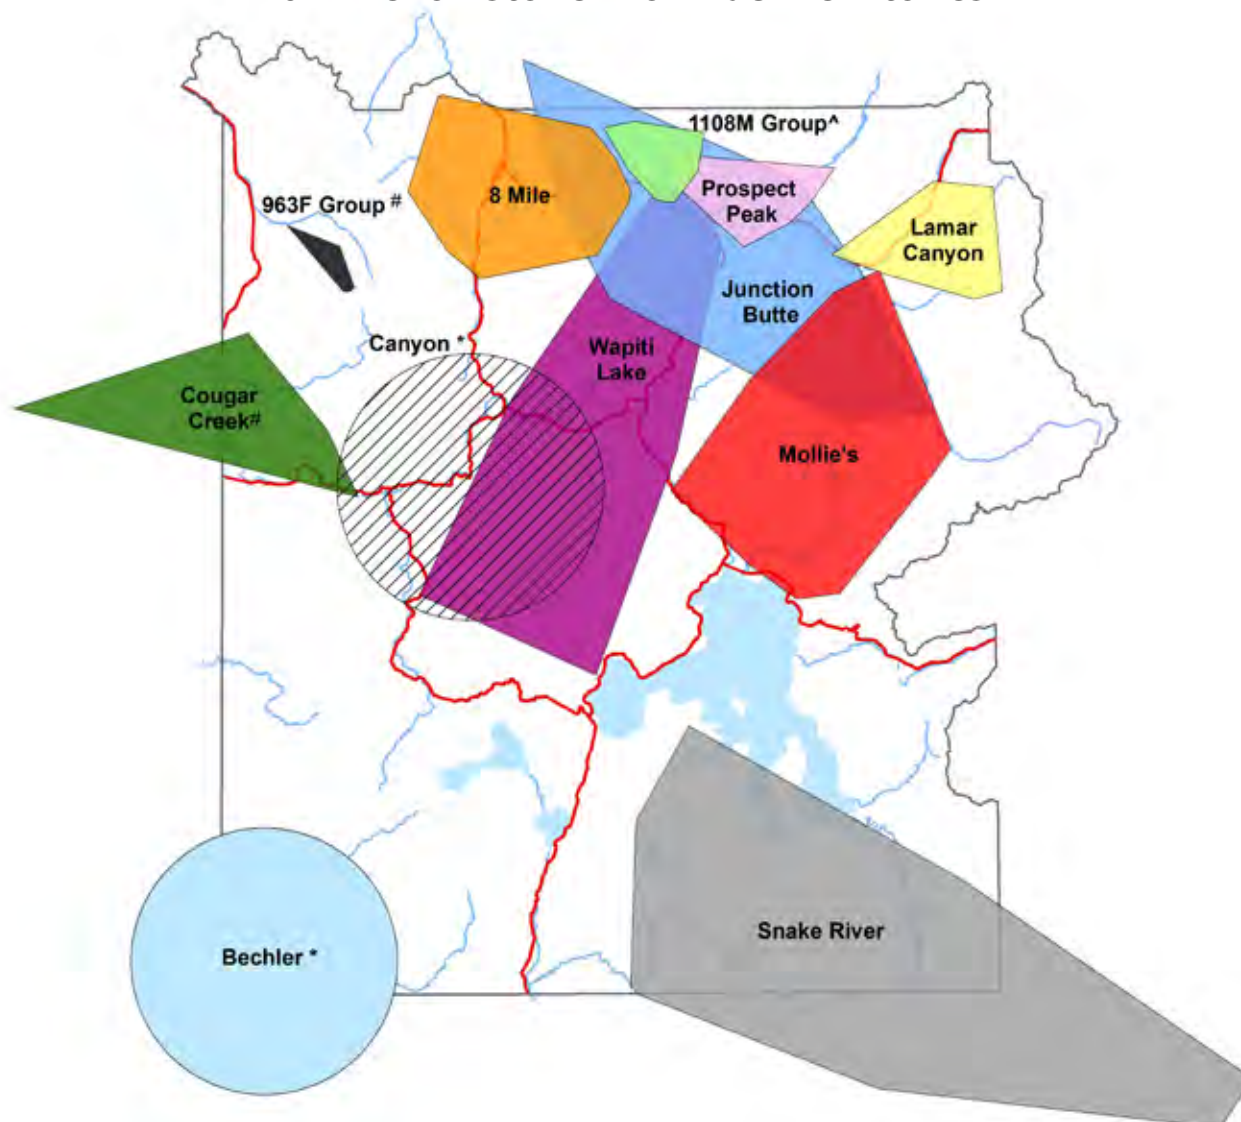 1108M Group^
8 Mile
Prospect
Peak
963F Group #
Lamar
Canyon
Junction
Butte
Canyon *
Wapiti
Lake
Cougar
Creek#
Mollie's
Snake River
Bechler *